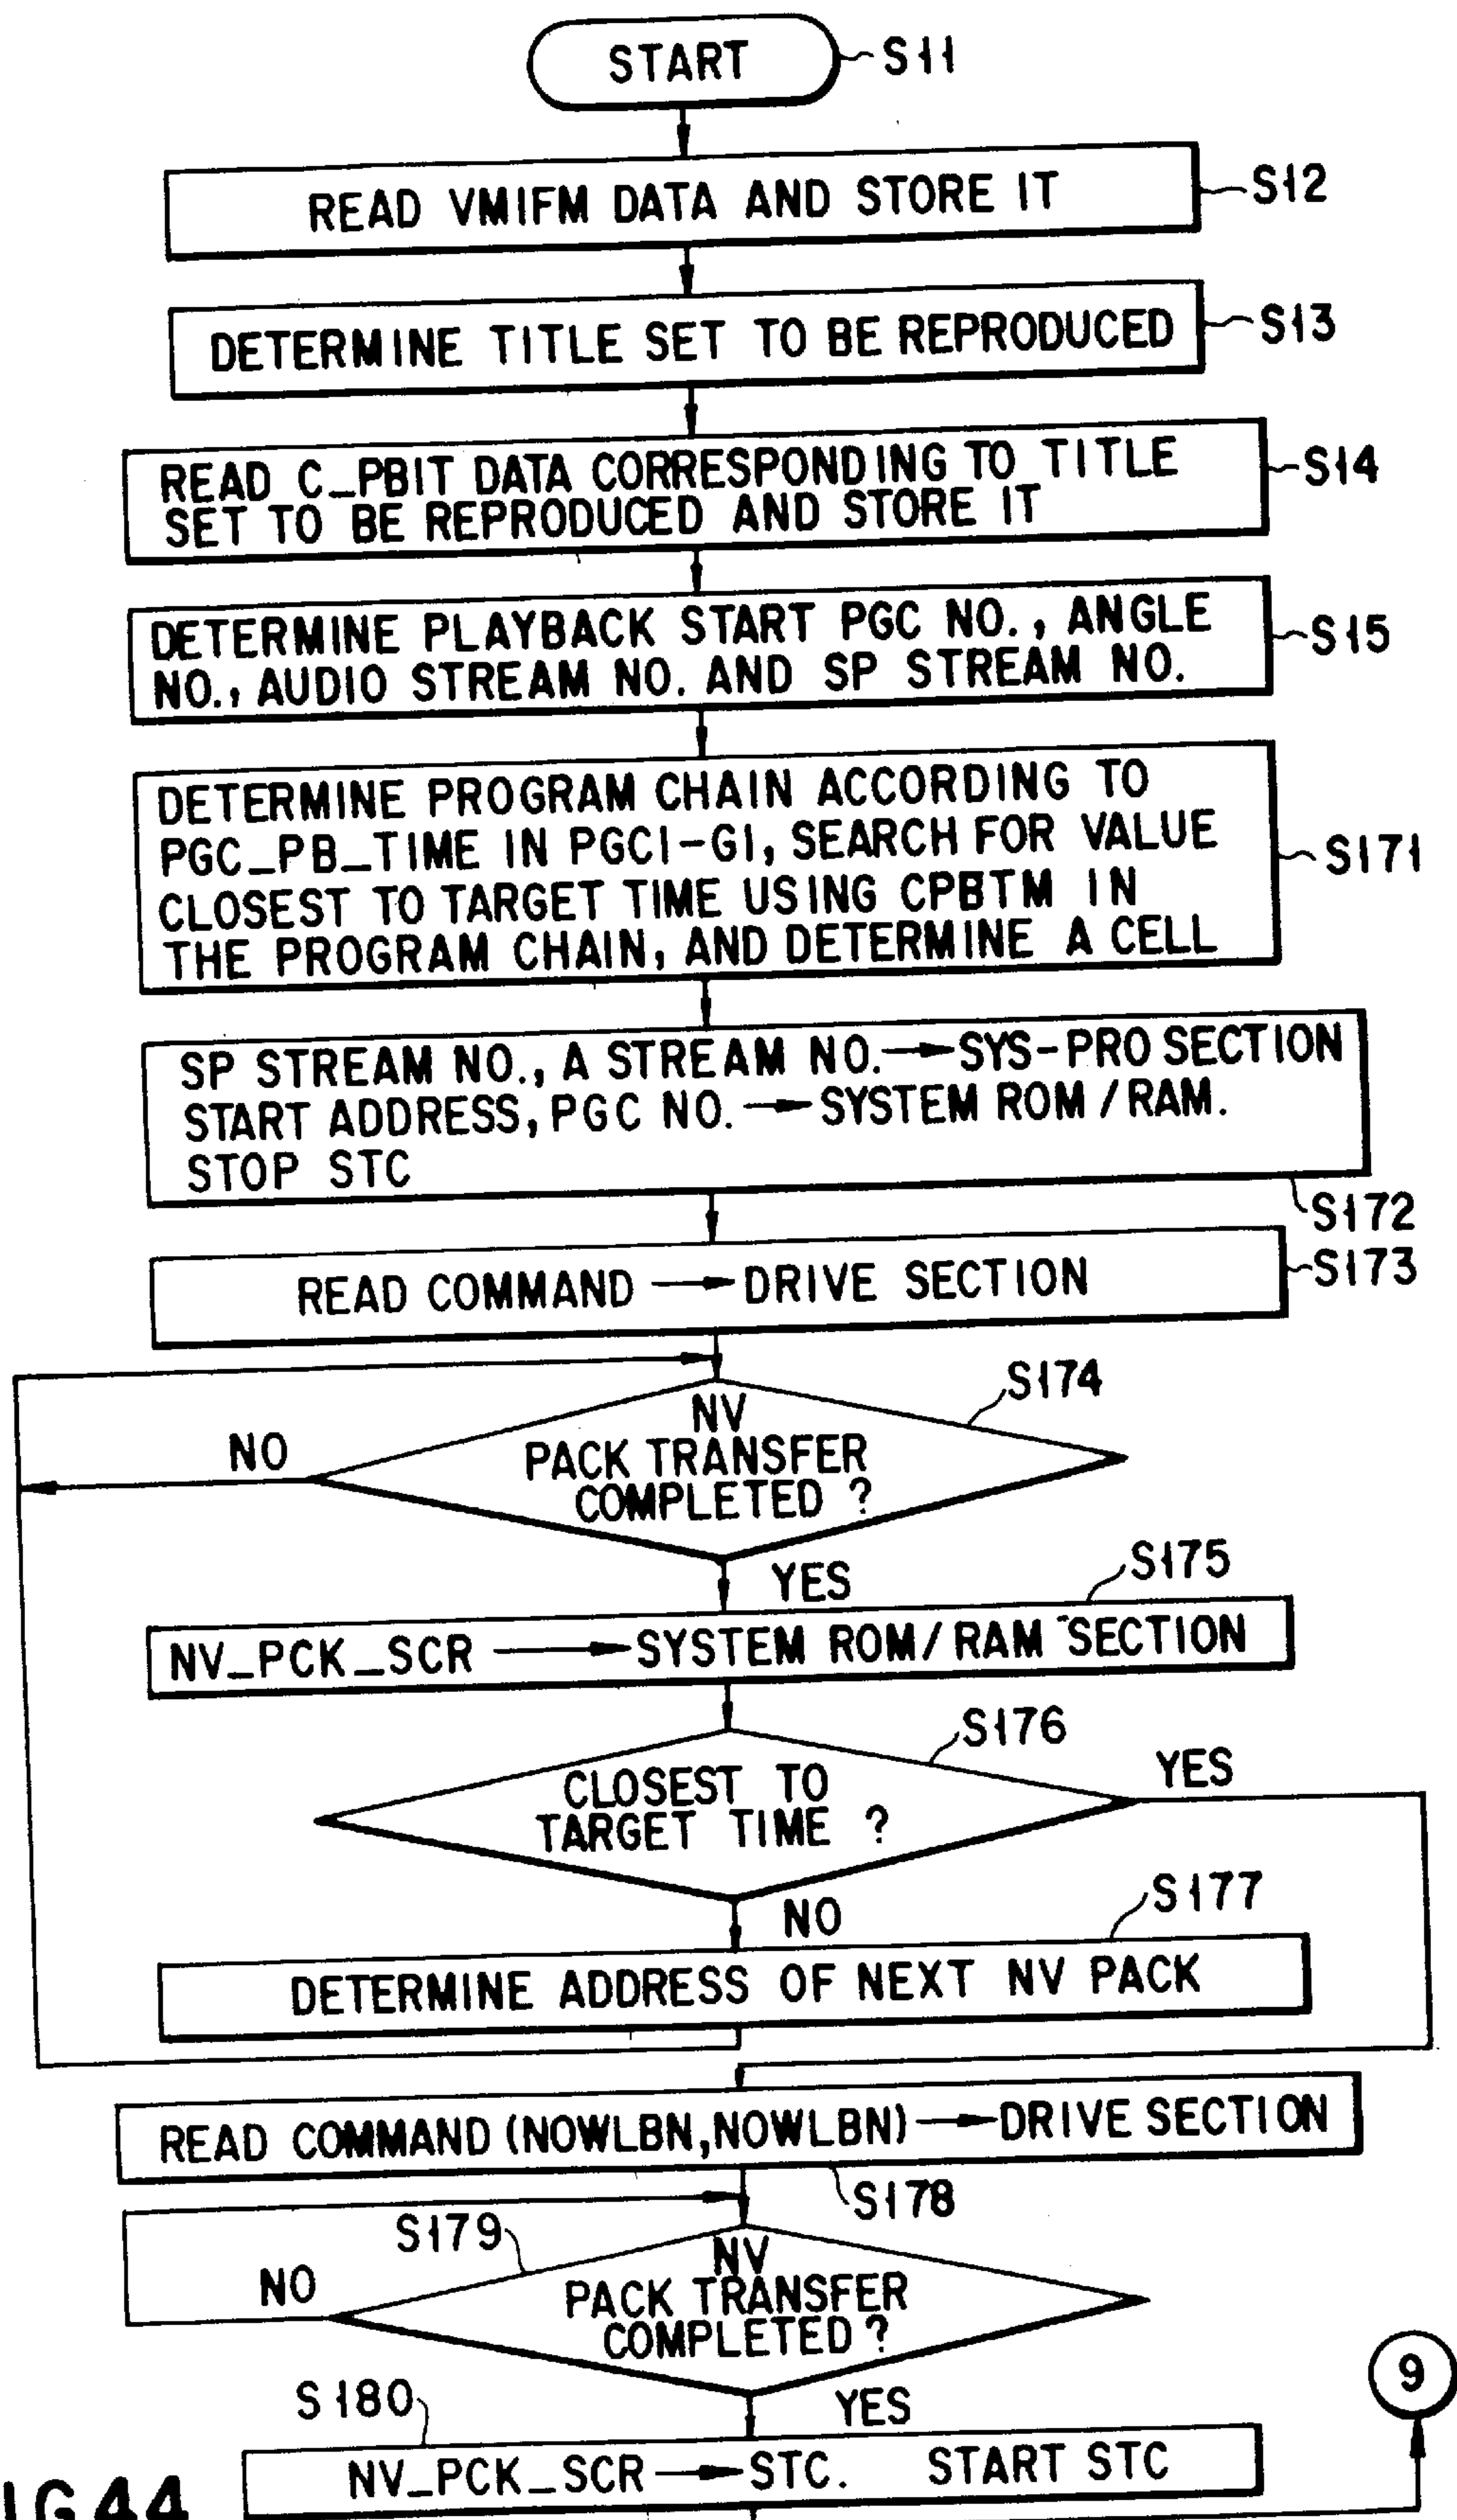 START
S11
READ VMIFM DATA AND STORE IT
S12
DETERMINE TITLE SET TO BE REPRODUCED
S13
READ C_PBIT DATA CORRESPONDING TO TITLE
SET TO BE REPRODUCED AND STORE IT
S14
DETERMINE PLAYBACK START PGC NO., ANGLE
NO., AUDIO STREAM NO. AND SP STREAM NO.
S15
DETERMINE PROGRAM CHAIN ACCORDING TO
PGC_PB_TIME IN PGCI-GI, SEARCH FOR VALUE
CLOSEST TO TARGET TIME USING CPBTM IN
THE PROGRAM CHAIN, AND DETERMINE A CELL
S171
SP STREAM NO., A STREAM NO. → SYS-PRO SECTION
START ADDRESS, PGC NO. → SYSTEM ROM / RAM.
STOP STC
S172
READ COMMAND → DRIVE SECTION
S173
S174
NV
PACK TRANSFER
COMPLETED ?
NO
YES
S175
NV_PCK_SCR → SYSTEM ROM/RAM SECTION
S176
CLOSEST TO
TARGET TIME ?
YES
NO
S177
DETERMINE ADDRESS OF NEXT NV PACK
READ COMMAND (NOWLBN,NOWLBN) → DRIVE SECTION
S178
S179
NV
PACK TRANSFER
COMPLETED ?
NO
YES
9
S180
NV_PCK_SCR → STC. START STC
IG.44